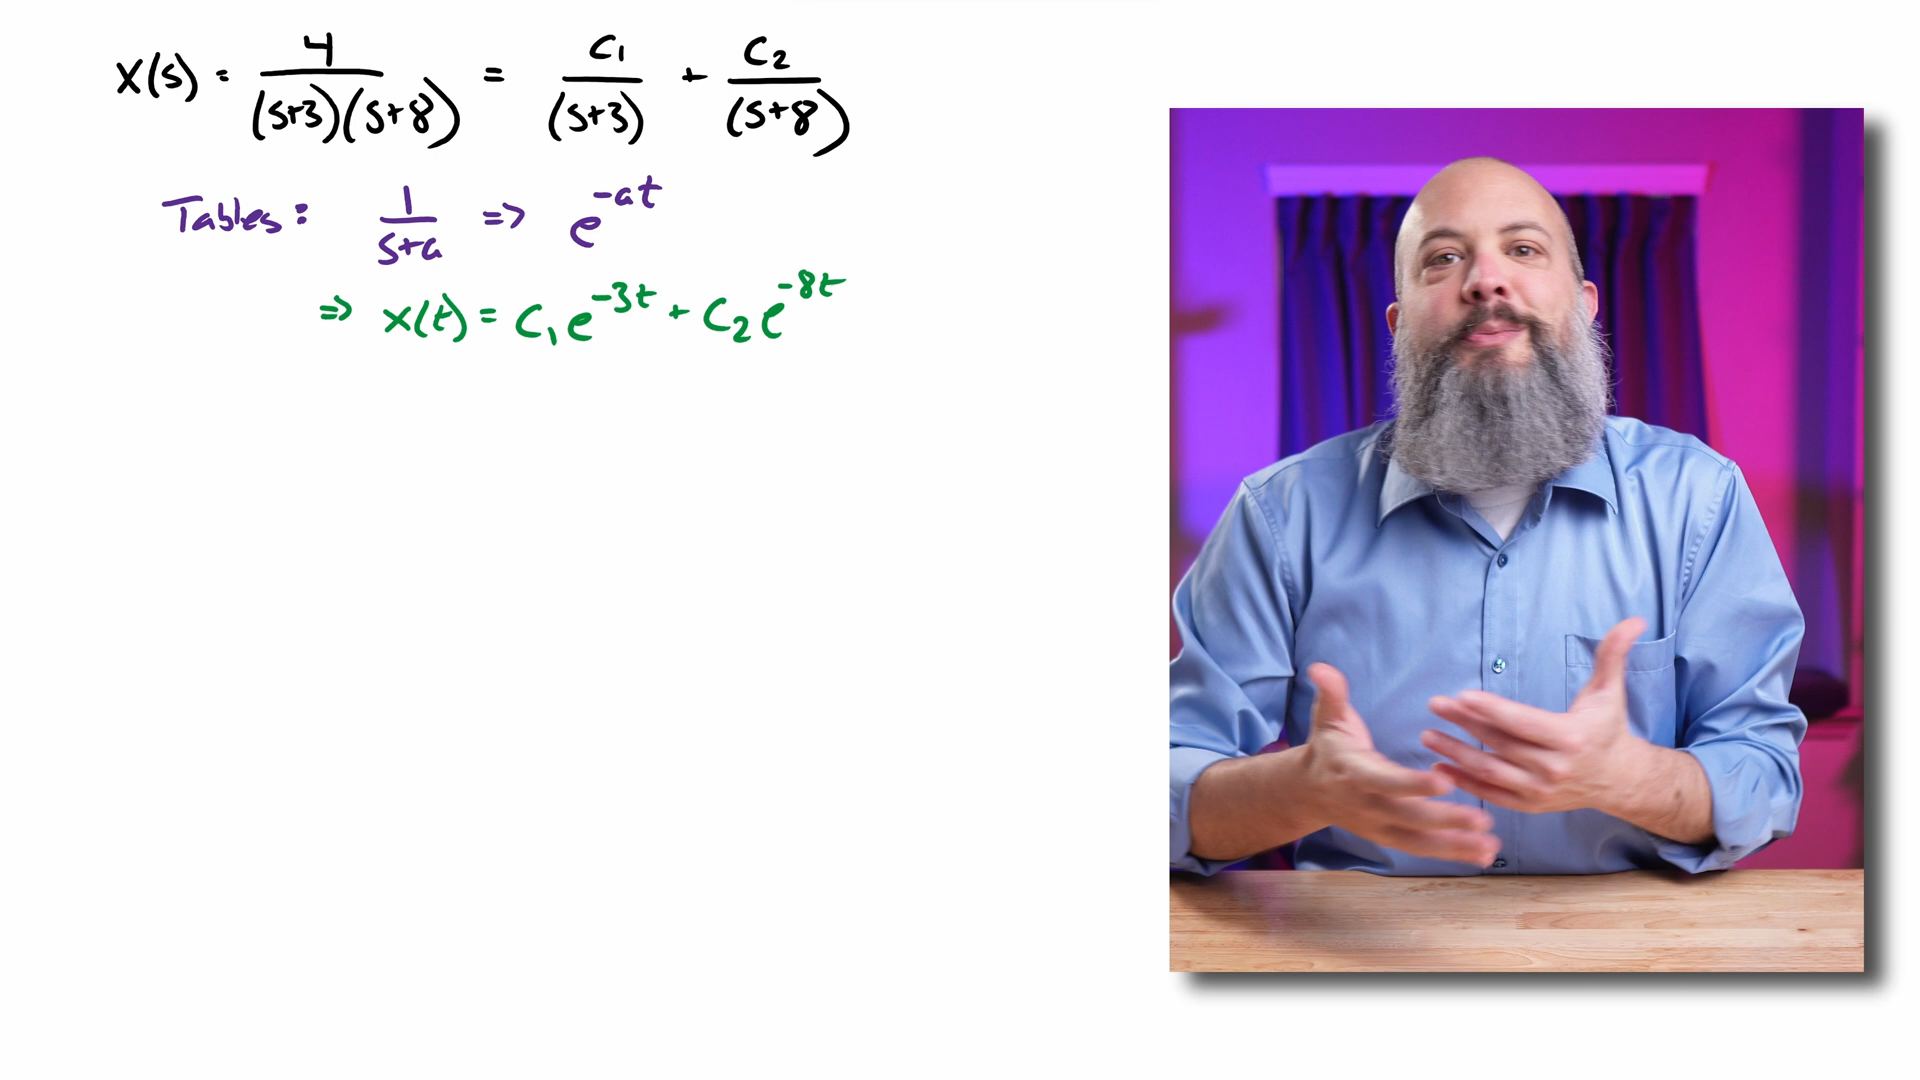 x(s) = 4/((s+3)(s+8)) = C₁/(s+3) + C₂/(s+8)
Tables: 1/(s+a) => e^(-at)
=> x(t) = C₁e^(-3t) + C₂e^(-8t)